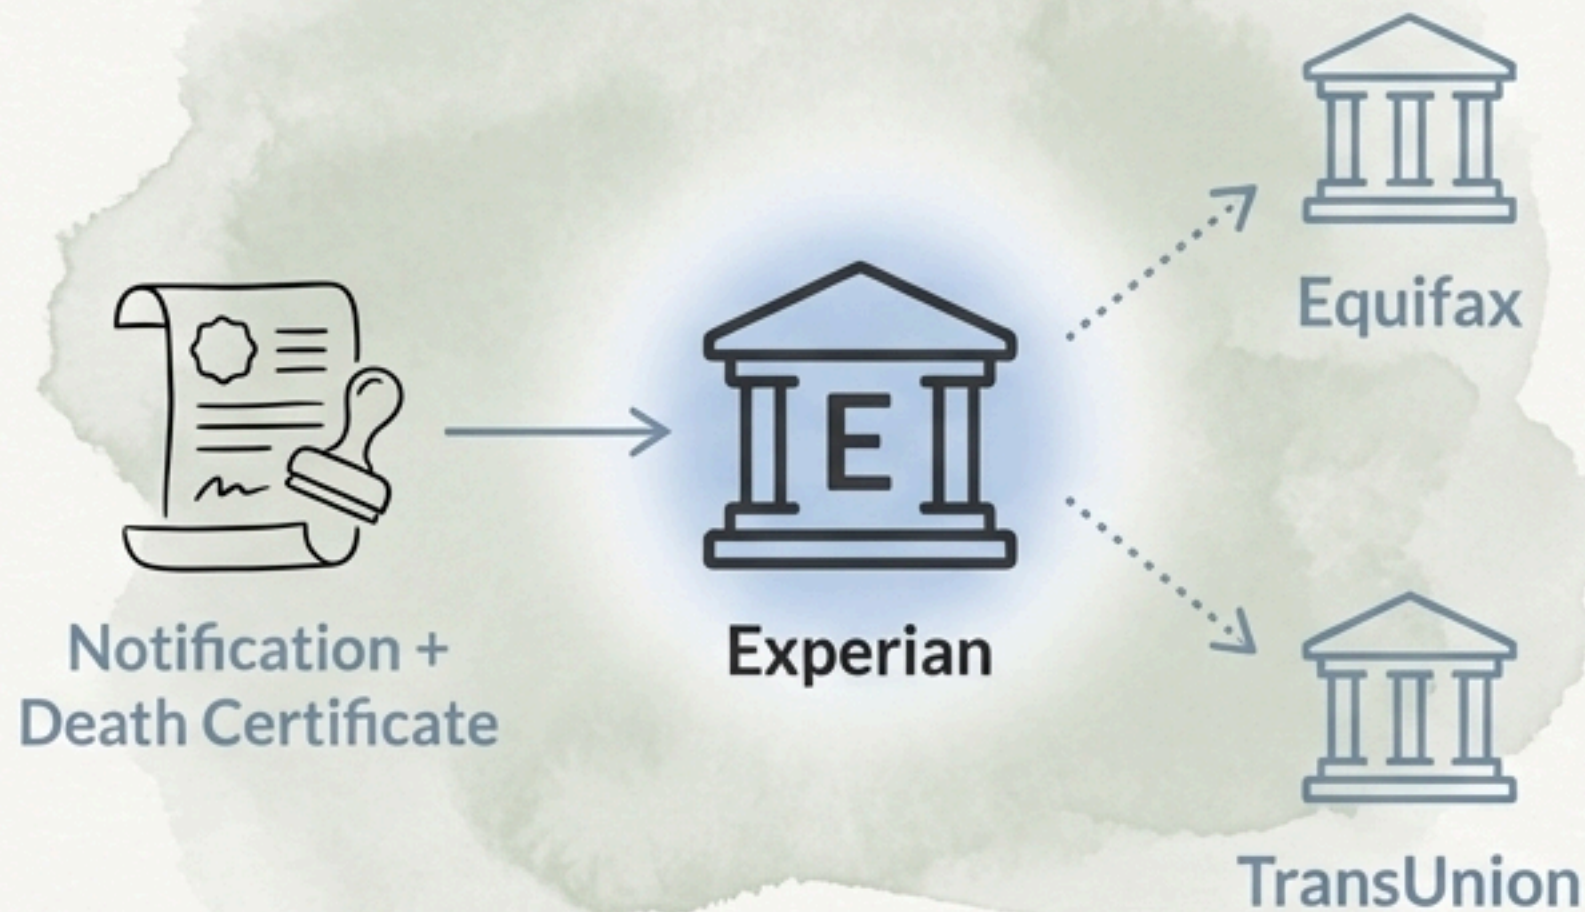 Notification +
Death Certificate
E
Experian
Equifax
TransUnion